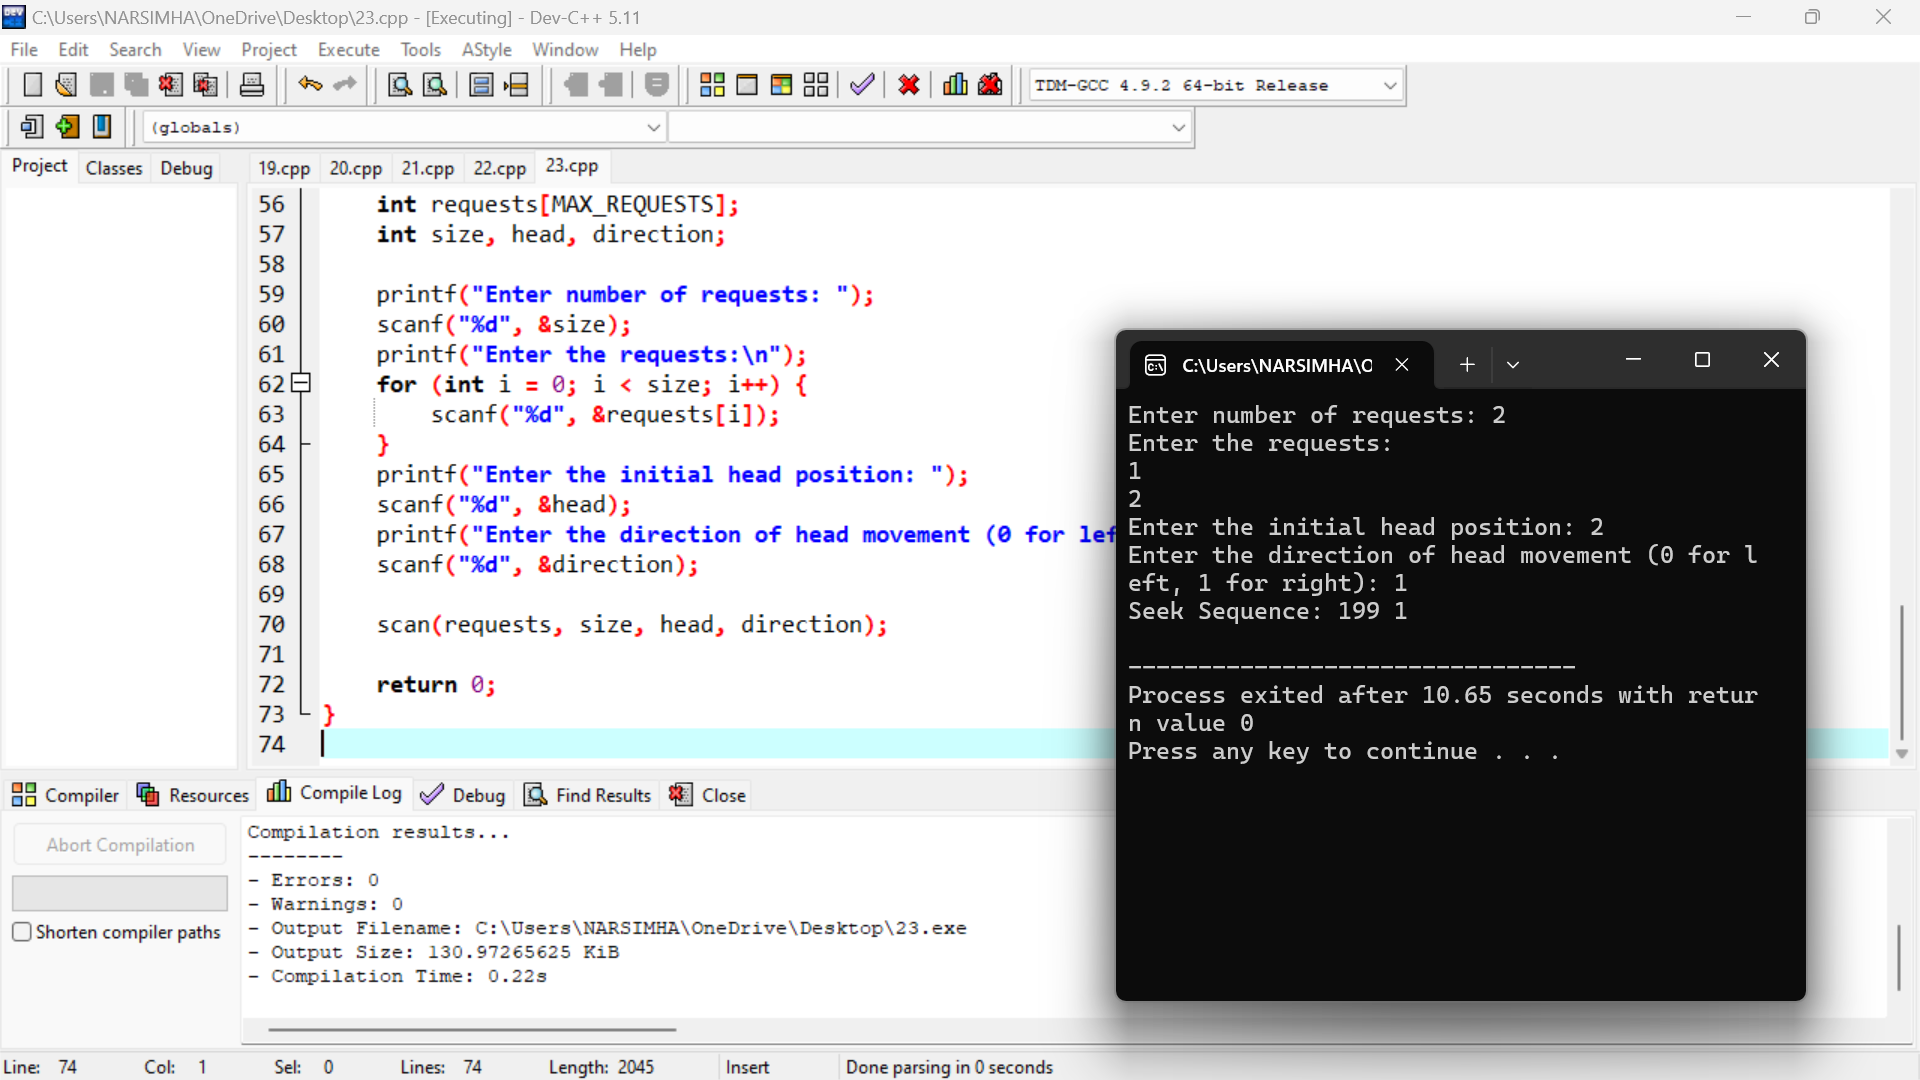 C:\Users\NARSIMHA\OneDrive\Desktop\23.cpp - [Executing] - Dev-C++ 5.11
File Edit Search View Project Execute Tools AStyle Window Help
TDM-GCC 4.9.2 64-bit Release
(globals)
Project Classes Debug
19.cpp 20.cpp 21.cpp 22.cpp 23.cpp
56 int requests[MAX_REQUESTS];
57 int size, head, direction;
58
59 printf("Enter number of requests: ");
60 scanf("%d", &size);
61 printf("Enter the requests:\n");
62 for (int i = 0; i < size; i++) {
63 scanf("%d", &requests[i]);
64 }
65 printf("Enter the initial head position: ");
66 scanf("%d", &head);
67 printf("Enter the direction of head movement (0 for lef
68 scanf("%d", &direction);
69
70 scan(requests, size, head, direction);
71
72 return 0;
73 }
74
C:\Users\NARSIMHA\O
Enter number of requests: 2
Enter the requests:
1
2
Enter the initial head position: 2
Enter the direction of head movement (0 for l
eft, 1 for right): 1
Seek Sequence: 199 1
--------------------------------
Process exited after 10.65 seconds with retur
n value 0
Press any key to continue . . .
Compiler Resources Compile Log Debug Find Results Close
Abort Compilation
Shorten compiler paths
Compilation results...
--------
- Errors: 0
- Warnings: 0
- Output Filename: C:\Users\NARSIMHA\OneDrive\Desktop\23.exe
- Output Size: 130.97265625 KiB
- Compilation Time: 0.22s
Line: 74 Col: 1 Sel: 0 Lines: 74 Length: 2045 Insert Done parsing in 0 seconds